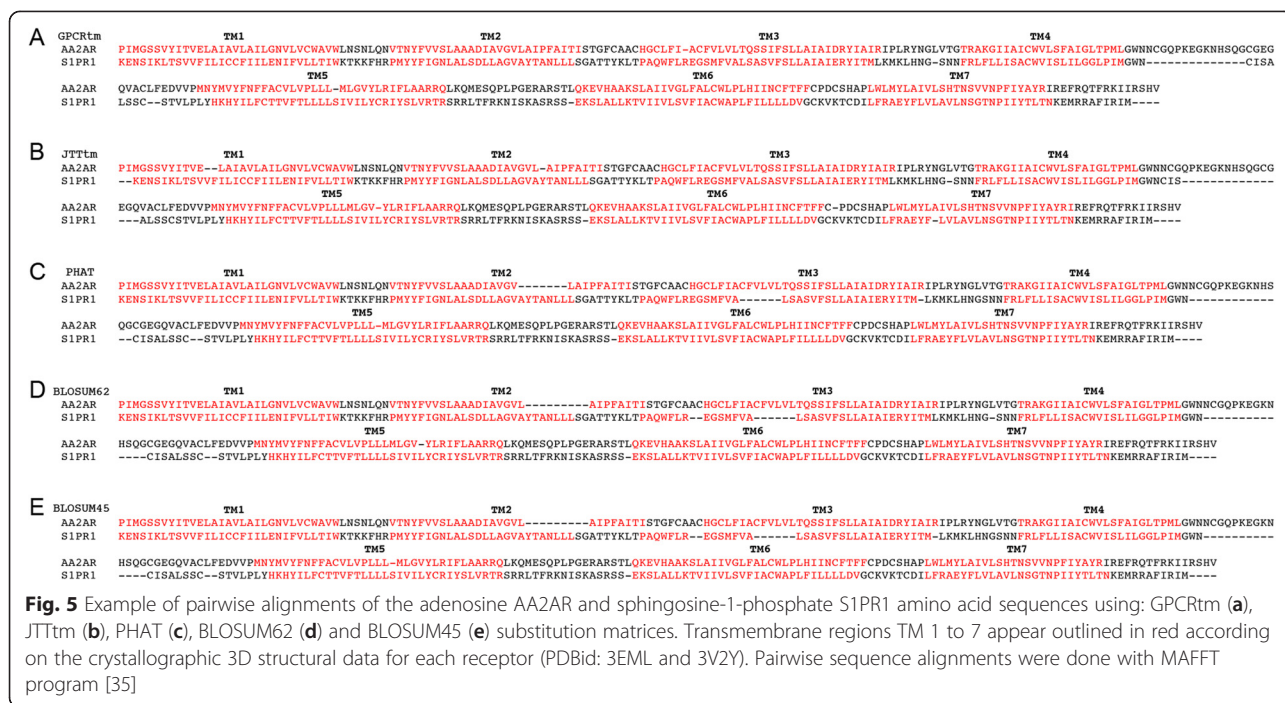 A GPCRtm TM1 TM2 TM3 TM4
AA2AR PIMGSSVYITVELAIAVLAILGNVLVCWAVWLNSNLQNVTNYFVVSLAAADIAVGVLAIPFAITISTGFCAACHGCLFI-ACFVLVLTQSSIFSLLAIAIDRYIAIRIPLRYNGLVTGTRAKGIIAICWVLSFAIGLTPMLGWNNCGQPKEGKNHSQGCGEG
S1PR1 KENSIKLTSVVFILICCFIILENIFVLLTIWKTKKFHRPMYYFIGNLALSDLLAGVAYTANLLLSGATTYKLTPAQWFLREGSMFVALSASVFSLLAIAIERYITMLKMKLHNG-SNNFRLFLLISACWVISLILGGLPIMGWN------------CISA
TM5 TM6 TM7
AA2AR QVACLFEDVVPMNYMVYFNFFACVLVPLLL-MLGVYLRIFLAARRQLKQMESQPLPGERARSTLQKEVHAAKSLAIIVGLFALCWLPLHIINCFTFFCPDCSHAPLWLMYLAIVLSHTNSVVNPFIYAYRIREFRQTFRKIIRSHV
S1PR1 LSSC--STVLPLYHKHYILFCTTVFTLLLLSIVILYCRIYSLVRTRSRRLTFRKNISKASRSS-EKSLALLKTVIIVLSVFIACWAPLFILLLLDVGCKVKTCDILFRAEYFLVLAVLNSGTNPIIYTLTNKEMRRAFIRIM----
B JTTtm TM1 TM2 TM3 TM4
AA2AR PIMGSSVYITVE--LAIAVLAILGNVLVCWAVWLNSNLQNVTNYFVVSLAAADIAVGVL-AIPFAITISTGFCAACHGCLFIACFVLVLTQSSIFSLLAIAIDRYIAIRIPLRYNGLVTGTRAKGIIAICWVLSFAIGLTPMLGWNNCGQPKEGKNHSQGCG
S1PR1 --KENSIKLTSVVFILICCFIILENIFVLLTIWKTKKFHRPMYYFIGNLALSDLLAGVAYTANLLLSGATTYKLTPAQWFLREGSMFVALSASVFSLLAIAIERYITMLKMKLHNG-SNNFRLFLLISACWVISLILGGLPIMGWNCIS-------------
TM5 TM6 TM7
AA2AR EGQVACLFEDVVPMNYMVYFNFFACVLVPLLLMLGV-YLRIFLAARRQLKQMESQPLPGERARSTLQKEVHAAKSLAIIVGLFALCWLPLHIINCFTFFC-PDCSHAPLWLMYLAIVLSHTNSVVNPFIYAYRIREFRQTFRKIIRSHV
S1PR1 ---ALSSCSTVLPLYHKHYILFCTTVFTLLLLSIVILYCRIYSLVRTRSRRLTFRKNISKASRSS-EKSLALLKTVIIVLSVFIACWAPLFILLLLDVGCKVKTCDILFRAEYF-LVLAVLNSGTNPIIYTLTNKEMRRAFIRIM----
C PHAT TM1 TM2 TM3 TM4
AA2AR PIMGSSVYITVELAIAVLAILGNVLVCWAVWLNSNLQNVTNYFVVSLAAADIAVGV-------LAIPFAITISTGFCAACHGCLFIACFVLVLTQSSIFSLLAIAIDRYIAIRIPLRYNGLVTGTRAKGIIAICWVLSFAIGLTPMLGWNNCGQPKEGKNHS
S1PR1 KENSIKLTSVVFILICCFIILENIFVLLTIWKTKKFHRPMYYFIGNLALSDLLAGVAYTANLLLSGATTYKLTPAQWFLREGSMFVA------LSASVFSLLAIAIERYITM-LKMKLHNGSNNFRLFLLISACWVISLILGGLPIMGWN------------
TM5 TM6 TM7
AA2AR QGCGEGQVACLFEDVVPMNYMVYFNFFACVLVPLLL-MLGVYLRIFLAARRQLKQMESQPLPGERARSTLQKEVHAAKSLAIIVGLFALCWLPLHIINCFTFFCPDCSHAPLWLMYLAIVLSHTNSVVNPFIYAYRIREFRQTFRKIIRSHV
S1PR1 --CISALSSC--STVLPLYHKHYILFCTTVFTLLLLSIVILYCRIYSLVRTRSRRLTFRKNISKASRSS-EKSLALLKTVIIVLSVFIACWAPLFILLLLDVGCKVKTCDILFRAEYFLVLAVLNSGTNPIIYTLTNKEMRRAFIRIM----
D BLOSUM62 TM1 TM2 TM3 TM4
AA2AR PIMGSSVYITVELAIAVLAILGNVLVCWAVWLNSNLQNVTNYFVVSLAAADIAVGVL---------AIPFAITISTGFCAACHGCLFIACFVLVLTQSSIFSLLAIAIDRYIAIRIPLRYNGLVTGTRAKGIIAICWVLSFAIGLTPMLGWNNCGQPKEGKN
S1PR1 KENSIKLTSVVFILICCFIILENIFVLLTIWKTKKFHRPMYYFIGNLALSDLLAGVAYTANLLLSGATTYKLTPAQWFLR--EGSMFVA------LSASVFSLLAIAIERYITMLKMKLHNG-SNNFRLFLLISACWVISLILGGLPIMGWN----------
TM5 TM6 TM7
AA2AR HSQGCGEGQVACLFEDVVPMNYMVYFNFFACVLVPLLLMLGV-YLRIFLAARRQLKQMESQPLPGERARSTLQKEVHAAKSLAIIVGLFALCWLPLHIINCFTFFCPDCSHAPLWLMYLAIVLSHTNSVVNPFIYAYRIREFRQTFRKIIRSHV
S1PR1 ----CISALSSC--STVLPLYHKHYILFCTTVFTLLLLSIVILYCRIYSLVRTRSRRLTFRKNISKASRSS-EKSLALLKTVIIVLSVFIACWAPLFILLLLDVGCKVKTCDILFRAEYFLVLAVLNSGTNPIIYTLTNKEMRRAFIRIM----
E BLOSUM45 TM1 TM2 TM3 TM4
AA2AR PIMGSSVYITVELAIAVLAILGNVLVCWAVWLNSNLQNVTNYFVVSLAAADIAVGVL---------AIPFAITISTGFCAACHGCLFIACFVLVLTQSSIFSLLAIAIDRYIAIRIPLRYNGLVTGTRAKGIIAICWVLSFAIGLTPMLGWNNCGQPKEGKN
S1PR1 KENSIKLTSVVFILICCFIILENIFVLLTIWKTKKFHRPMYYFIGNLALSDLLAGVAYTANLLLSGATTYKLTPAQWFLR--EGSMFVA------LSASVFSLLAIAIERYITM-LKMKLHNGSNNFRLFLLISACWVISLILGGLPIMGWN----------
TM5 TM6 TM7
AA2AR HSQGCGEGQVACLFEDVVPMNYMVYFNFFACVLVPLLL-MLGVYLRIFLAARRQLKQMESQPLPGERARSTLQKEVHAAKSLAIIVGLFALCWLPLHIINCFTFFCPDCSHAPLWLMYLAIVLSHTNSVVNPFIYAYRIREFRQTFRKIIRSHV
S1PR1 ----CISALSSC--STVLPLYHKHYILFCTTVFTLLLLSIVILYCRIYSLVRTRSRRLTFRKNISKASRSS-EKSLALLKTVIIVLSVFIACWAPLFILLLLDVGCKVKTCDILFRAEYFLVLAVLNSGTNPIIYTLTNKEMRRAFIRIM----
Fig. 5 Example of pairwise alignments of the adenosine AA2AR and sphingosine-1-phosphate S1PR1 amino acid sequences using: GPCRtm (a),
JTTtm (b), PHAT (c), BLOSUM62 (d) and BLOSUM45 (e) substitution matrices. Transmembrane regions TM 1 to 7 appear outlined in red according
on the crystallographic 3D structural data for each receptor (PDBid: 3EML and 3V2Y). Pairwise sequence alignments were done with MAFFT
program [35]